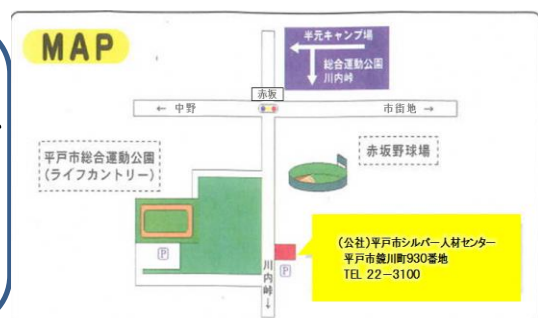 MAP
半元キャンプ場
総合運動公園
川内峠
赤坂
← 中野
市街地 →
平戸市総合運動公園
(ライフカントリー)
赤坂野球場
P
(公社)平戸市シルバー人材センター
平戸市鏡川町930番地
TEL 22-3100
P
川内峠↓